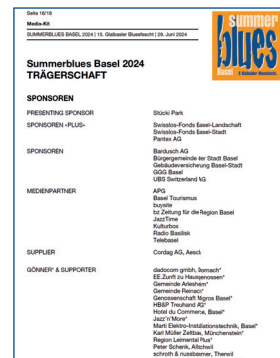 Seite 16/16
Media-Kit
SUMMERBLUES BASEL 2024 | 15. Glaibasler Bluesfescht | 28. Juni 2024
summer
blues
Basel
Summerblues Basel 2024
TRÄGERSCHAFT
SPONSOREN
PRESENTING SPONSOR Stücki Park
SPONSOREN «PLUS» Swisslos-Fonds Basel-Landschaft
Swisslos-Fonds Basel-Stadt
Pantex AG
SPONSOREN Bardusch AG
Bürgergemeinde der Stadt Basel
Gebäudeversicherung Basel-Stadt
GGG Basel
UBS Switzerland AG
MEDIENPARTNER APG
Basel Tourismus
buysite
bz Zeitung für die Region Basel
JazzTime
Kulturbox
Radio Basilisk
Telebasel
SUPPLIER Cordag AG, Aesch
GÖNNER* & SUPPORTER dadocom gmbh, Dornach*
EE.Zunft zu Hausgenossen*
Gemeinde Arlesheim*
Gemeinde Reinach*
Genossenschaft Migros Basel*
HB&P Treuhand AG*
Hotel du Commerce, Basel*
Jazz'n'More*
Marti Elektro-Installationstechnik, Basel*
Karl Müller Zeltbau, Münchenstein*
Region Leimental Plus*
Peter Schenk, Allschwil
schroth & russbaimer, Therwil